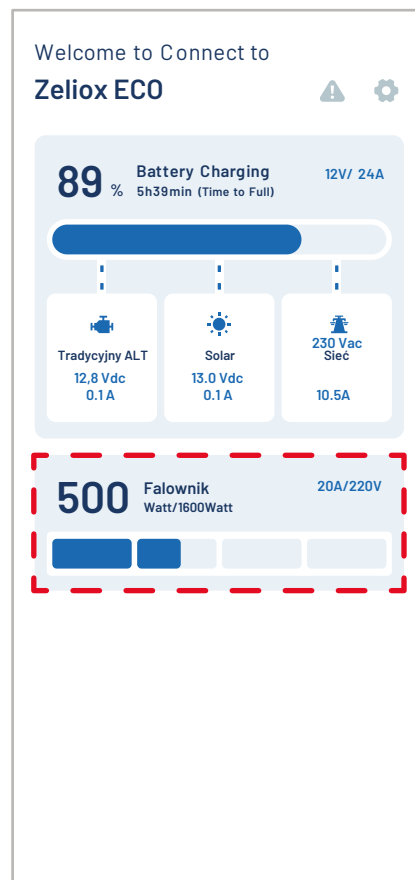 Welcome to Connect to
Zeliox ECO
89 % Battery Charging 12V/ 24A
5h39min (Time to Full)
Tradycyjny ALT
12,8 Vdc
0.1 A
Solar
13.0 Vdc
0.1 A
230 Vac
Sieć
10.5A
500 Falownik 20A/220V
Watt/1600Watt